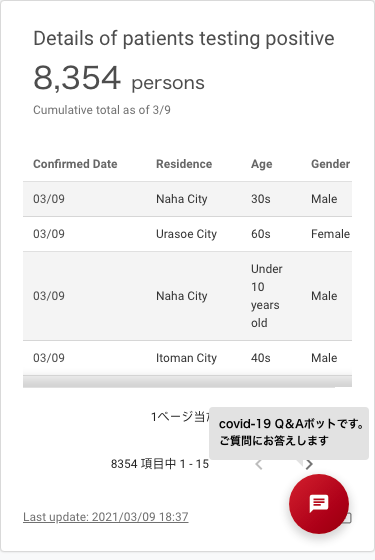 Details of patients testing positive
8,354 persons
Cumulative total as of 3/9
Confirmed Date Residence Age Gender
03/09 Naha City 30s Male
03/09 Urasoe City 60s Female
03/09 Naha City Under 10 years old Male
03/09 Itoman City 40s Male
1ページ当
covid-19 Q&Aボットです。
ご質問にお答えします
8354 項目中 1 - 15
Last update: 2021/03/09 18:37